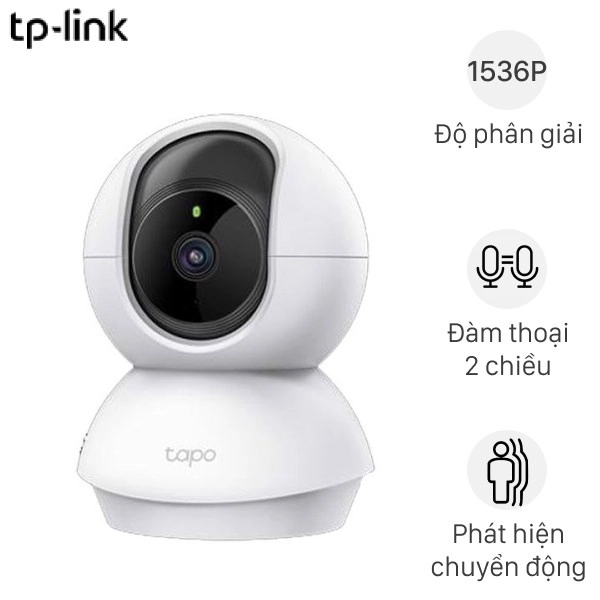 tp-link
1536P
Độ phân giải
Đàm thoại
2 chiều
tapo
Phát hiện
chuyển động